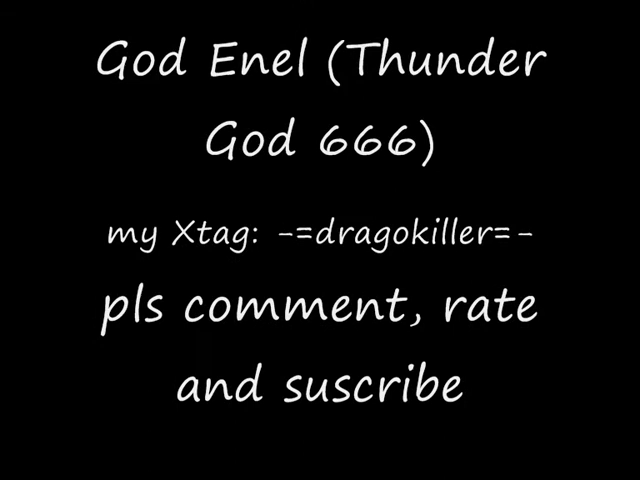 God Enel (Thunder
God 666)
my Xtag: -=dragokiller=-
pls comment, rate
and suscribe